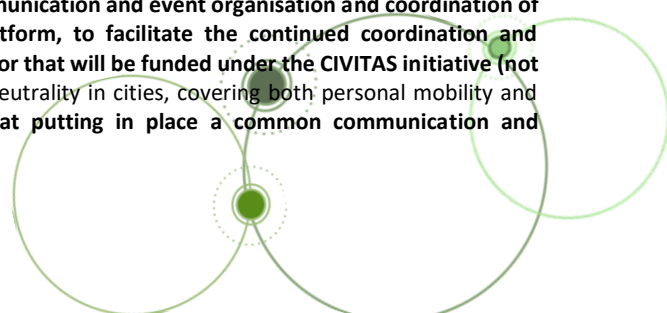 munication and event organisation and coordination of
tform, to facilitate the continued coordination and
or that will be funded under the CIVITAS initiative (not
eutrality in cities, covering both personal mobility and
at putting in place a common communication and